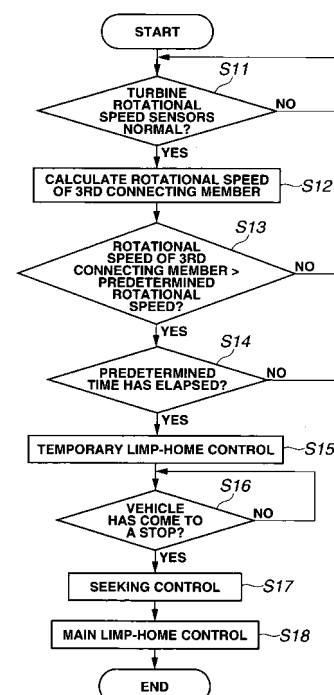 START
S11
TURBINE
ROTATIONAL
SPEED SENSORS
NORMAL?
NO
YES
CALCULATE ROTATIONAL SPEED
OF 3RD CONNECTING MEMBER
S12
S13
ROTATIONAL
SPEED OF 3RD
CONNECTING MEMBER >
PREDETERMINED
ROTATIONAL
SPEED?
NO
YES
S14
PREDETERMINED
TIME HAS ELAPSED?
NO
YES
TEMPORARY LIMP-HOME CONTROL
S15
S16
VEHICLE
HAS COME TO
A STOP?
NO
YES
SEEKING CONTROL
S17
MAIN LIMP-HOME CONTROL
S18
END